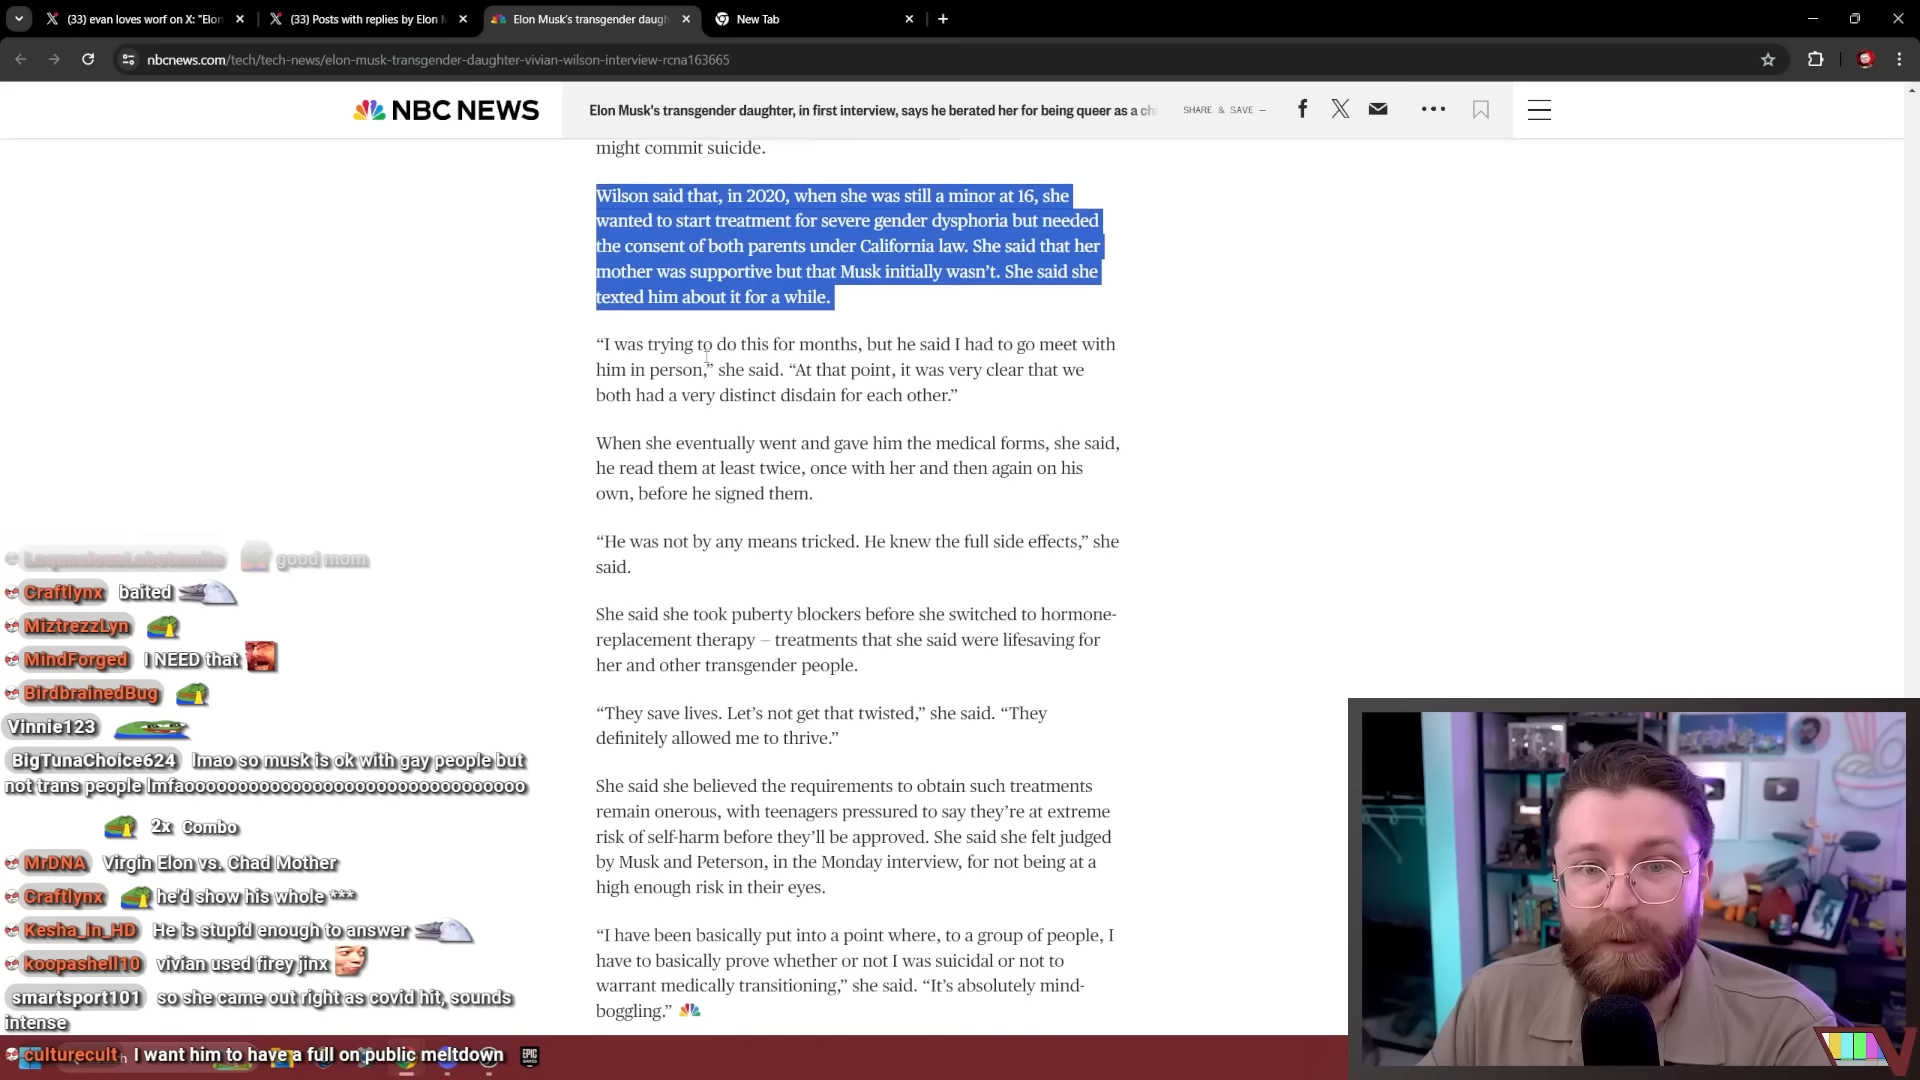 (33) evan loves worf on X: "Elon
(33) Posts with replies by Elon M
Elon Musk's transgender daugh
New Tab
nbcnews.com/tech/tech-news/elon-musk-transgender-daughter-vivian-wilson-interview-rcna163665
NBC NEWS
Elon Musk's transgender daughter, in first interview, says he berated her for being queer as a chi
SHARE & SAVE —
might commit suicide.
Wilson said that, in 2020, when she was still a minor at 16, she
wanted to start treatment for severe gender dysphoria but needed
the consent of both parents under California law. She said that her
mother was supportive but that Musk initially wasn't. She said she
texted him about it for a while.
“I was trying to do this for months, but he said I had to go meet with
him in person,” she said. “At that point, it was very clear that we
both had a very distinct disdain for each other.”
When she eventually went and gave him the medical forms, she said,
he read them at least twice, once with her and then again on his
own, before he signed them.
“He was not by any means tricked. He knew the full side effects,” she
said.
She said she took puberty blockers before she switched to hormone-
replacement therapy — treatments that she said were lifesaving for
her and other transgender people.
“They save lives. Let's not get that twisted,” she said. “They
definitely allowed me to thrive.”
She said she believed the requirements to obtain such treatments
remain onerous, with teenagers pressured to say they're at extreme
risk of self-harm before they'll be approved. She said she felt judged
by Musk and Peterson, in the Monday interview, for not being at a
high enough risk in their eyes.
“I have been basically put into a point where, to a group of people, I
have to basically prove whether or not I was suicidal or not to
warrant medically transitioning,” she said. “It's absolutely mind-
boggling.”
LoquaciousLobotomite good mom
Craftlynx baited
MiztrezzLyn
MindForged I NEED that
BirdbrainedBug
Vinnie123
BigTunaChoice624 lmao so musk is ok with gay people but
not trans people lmfaooooooooooooooooooooooooooooooooo
2x Combo
MrDNA Virgin Elon vs. Chad Mother
Craftlynx he'd show his whole ***
Kesha_In_HD He is stupid enough to answer
koopashell10 vivian used firey jinx
smartsport101 so she came out right as covid hit, sounds
intense
culturecult I want him to have a full on public meltdown
EPIC